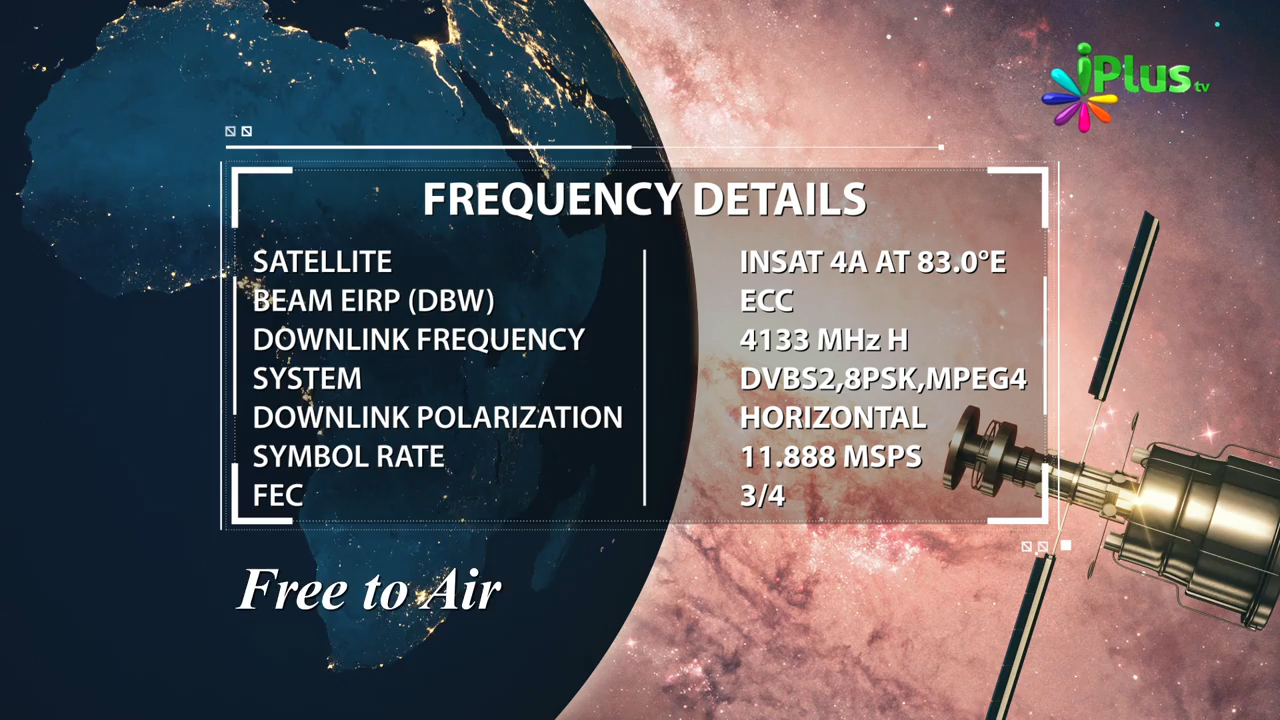 iPlus tv
FREQUENCY DETAILS
SATELLITE INSAT 4A AT 83.0°E
BEAM EIRP (DBW) ECC
DOWNLINK FREQUENCY 4133 MHz H
SYSTEM DVBS2,8PSK,MPEG4
DOWNLINK POLARIZATION HORIZONTAL
SYMBOL RATE 11.888 MSPS
FEC 3/4
Free to Air